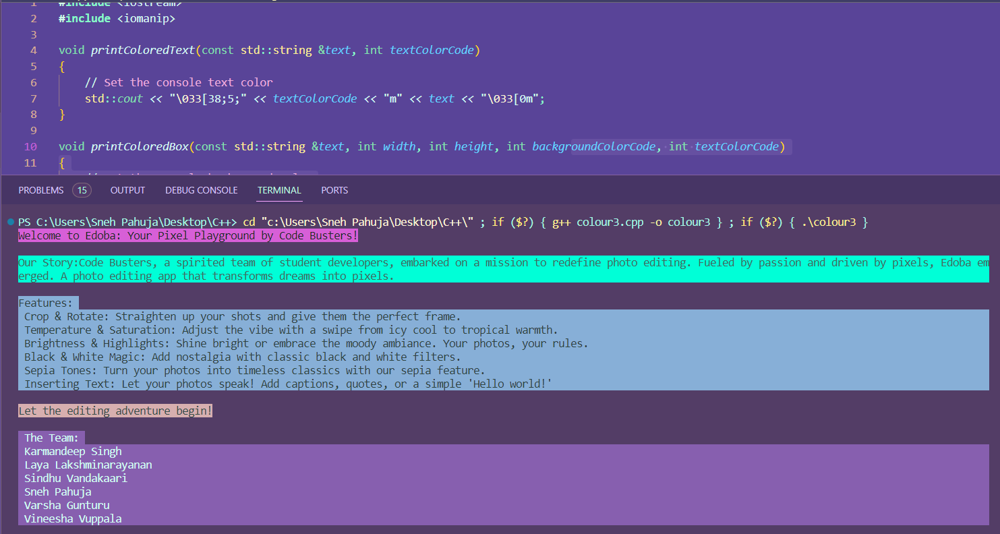 1 #include <iostream>
2 #include <iomanip>
3
4 void printColoredText(const std::string &text, int textColorCode)
5 {
6 // Set the console text color
7 std::cout << "\033[38;5;" << textColorCode << "m" << text << "\033[0m";
8 }
9
10 void printColoredBox(const std::string &text, int width, int height, int backgroundColorCode, int textColorCode)
11 {
PROBLEMS 15 OUTPUT DEBUG CONSOLE TERMINAL PORTS
PS C:\Users\Sneh Pahuja\Desktop\C++> cd "c:\Users\Sneh Pahuja\Desktop\C++\" ; if ($?) { g++ colour3.cpp -o colour3 } ; if ($?) { .\colour3 }
Welcome to Edoba: Your Pixel Playground by Code Busters!
Our Story:Code Busters, a spirited team of student developers, embarked on a mission to redefine photo editing. Fueled by passion and driven by pixels, Edoba em
erged. A photo editing app that transforms dreams into pixels.
Features:
Crop & Rotate: Straighten up your shots and give them the perfect frame.
Temperature & Saturation: Adjust the vibe with a swipe from icy cool to tropical warmth.
Brightness & Highlights: Shine bright or embrace the moody ambiance. Your photos, your rules.
Black & White Magic: Add nostalgia with classic black and white filters.
Sepia Tones: Turn your photos into timeless classics with our sepia feature.
Inserting Text: Let your photos speak! Add captions, quotes, or a simple 'Hello world!'
Let the editing adventure begin!
The Team:
Karmandeep Singh
Laya Lakshminarayanan
Sindhu Vandakaari
Sneh Pahuja
Varsha Gunturu
Vineesha Vuppala